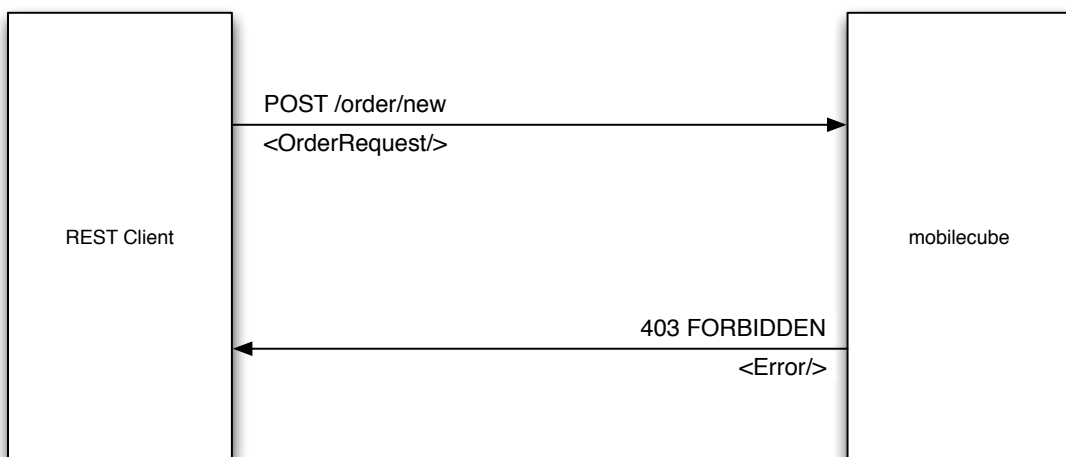 POST /order/new
<OrderRequest/>
REST Client
mobilecube
403 FORBIDDEN
<Error/>